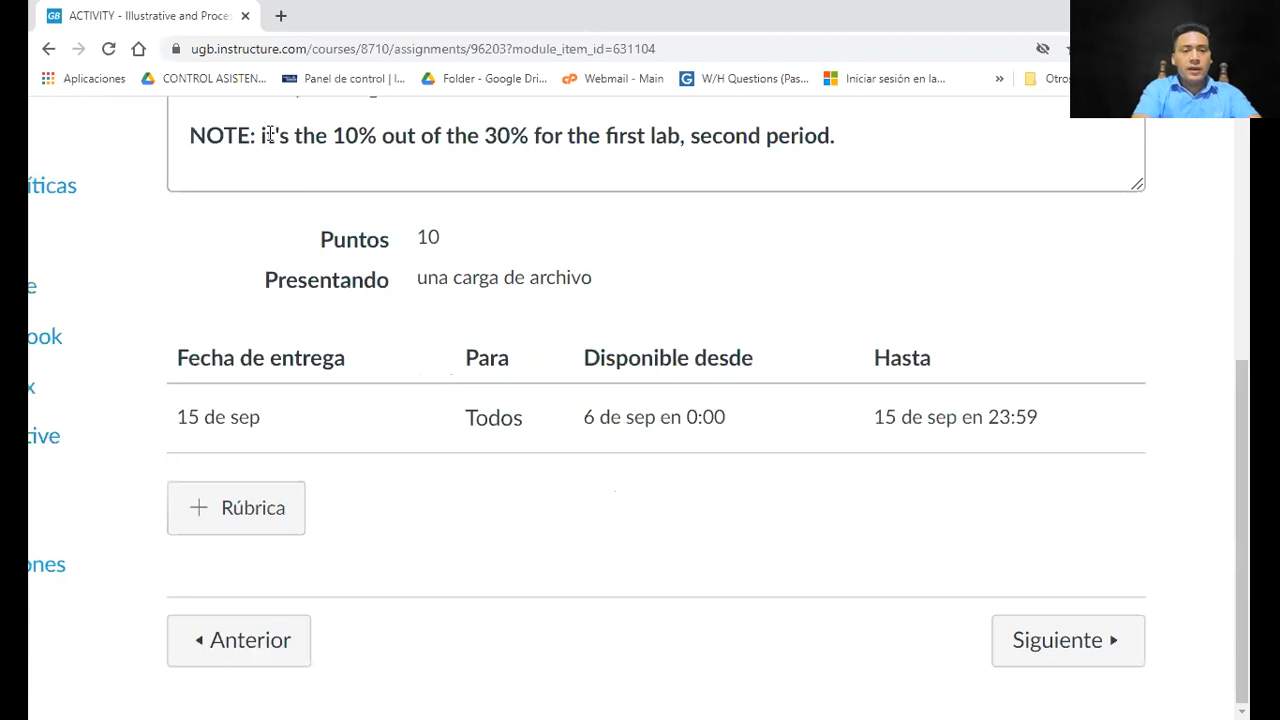 GB ACTIVITY - Illustrative and Proce
ugb.instructure.com/courses/8710/assignments/96203?module_item_id=631104
Aplicaciones CONTROL ASISTEN... Panel de control | I... Folder - Google Dri... Webmail - Main W/H Questions (Pas... Iniciar sesión en la... » Otros
NOTE: it's the 10% out of the 30% for the first lab, second period.
íticas
Puntos 10
Presentando una carga de archivo
e
ook
x
tive
ones
Fecha de entrega Para Disponible desde Hasta
15 de sep Todos 6 de sep en 0:00 15 de sep en 23:59
Rúbrica
Anterior Siguiente